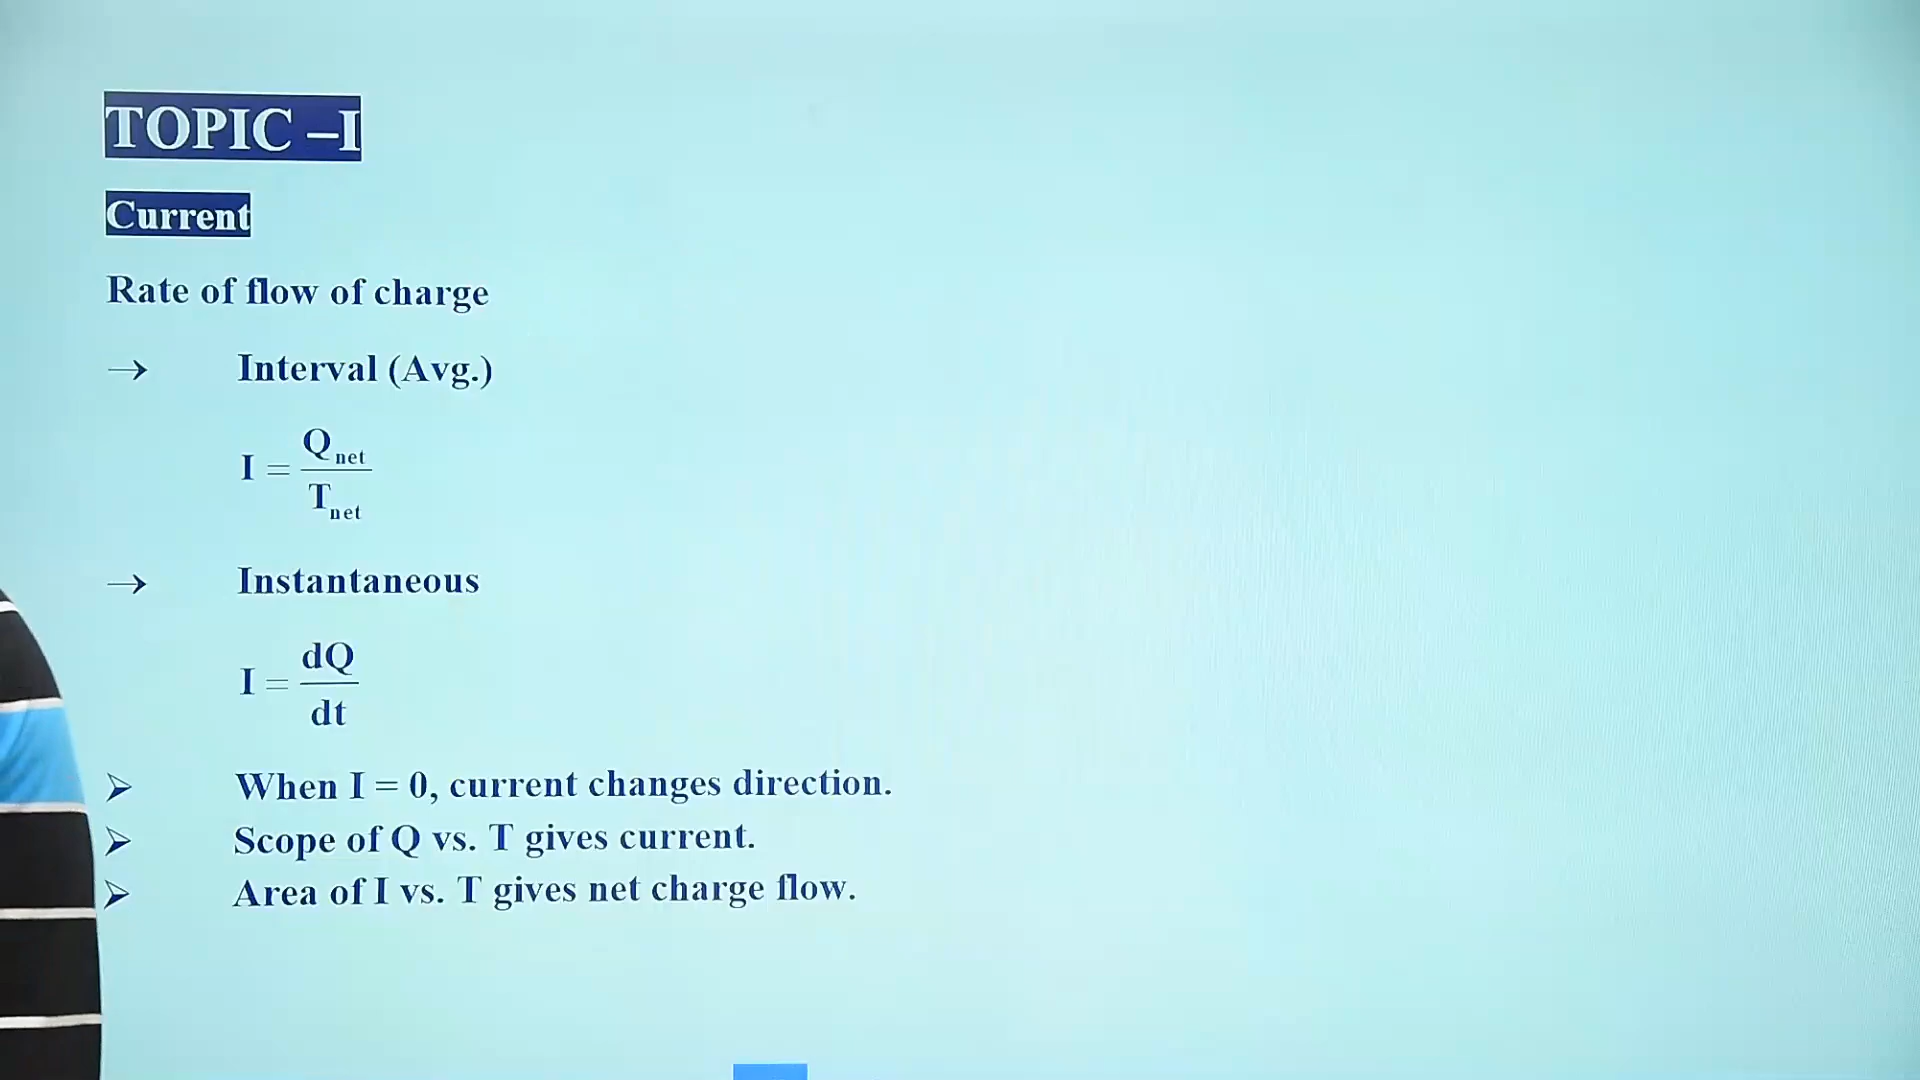 TOPIC –I
Current
Rate of flow of charge
→ Interval (Avg.)
I = Q_net / T_net
→ Instantaneous
I = dQ / dt
➢ When I = 0, current changes direction.
➢ Scope of Q vs. T gives current.
➢ Area of I vs. T gives net charge flow.